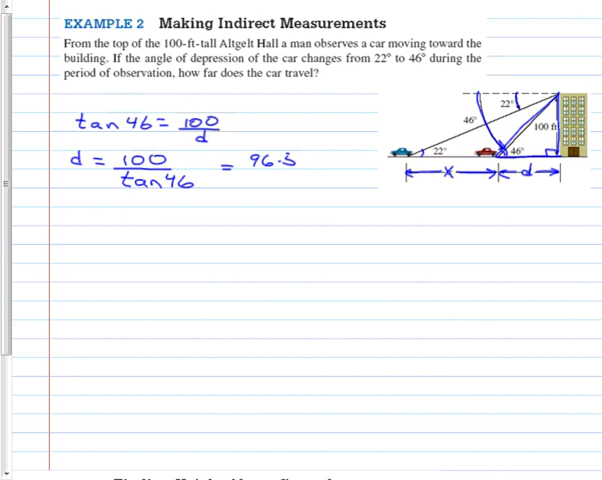 EXAMPLE 2 Making Indirect Measurements
From the top of the 100-ft-tall Altgelt Hall a man observes a car moving toward the
building. If the angle of depression of the car changes from 22° to 46° during the
period of observation, how far does the car travel?
22°
46°
100 ft
22°
46°
x d
tan 46 = 100
d
d = 100 = 96.5
tan 46